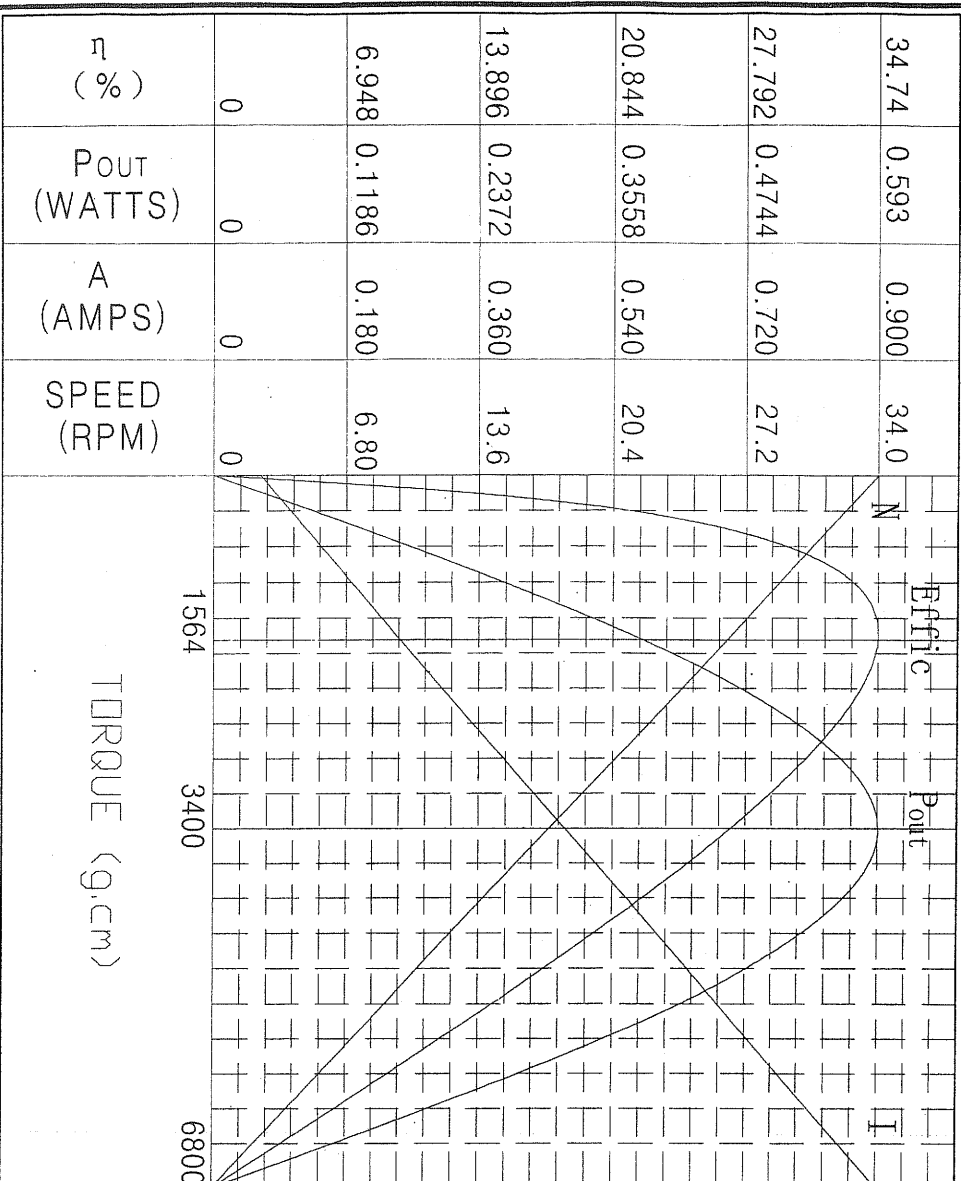 34.74 0.593 0.900 34.0
27.792 0.4744 0.720 27.2
20.844 0.3558 0.540 20.4
13.896 0.2372 0.360 13.6
6.948 0.1186 0.180 6.80
0 0 0 0
η (%)
POUT (WATTS)
A (AMPS)
SPEED (RPM)
N
Effic
Pout
I
1564
3400
6800
TORQUE (g.cm)